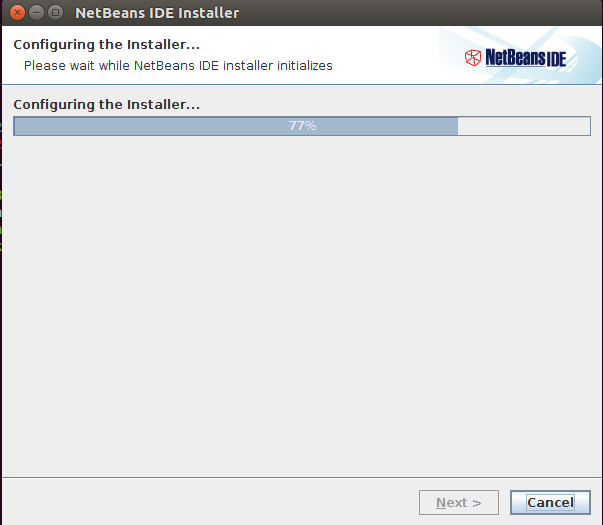 NetBeans IDE Installer
Configuring the Installer...
Please wait while NetBeans IDE installer initializes
NetBeans IDE
Configuring the Installer...
77%
Next >
Cancel